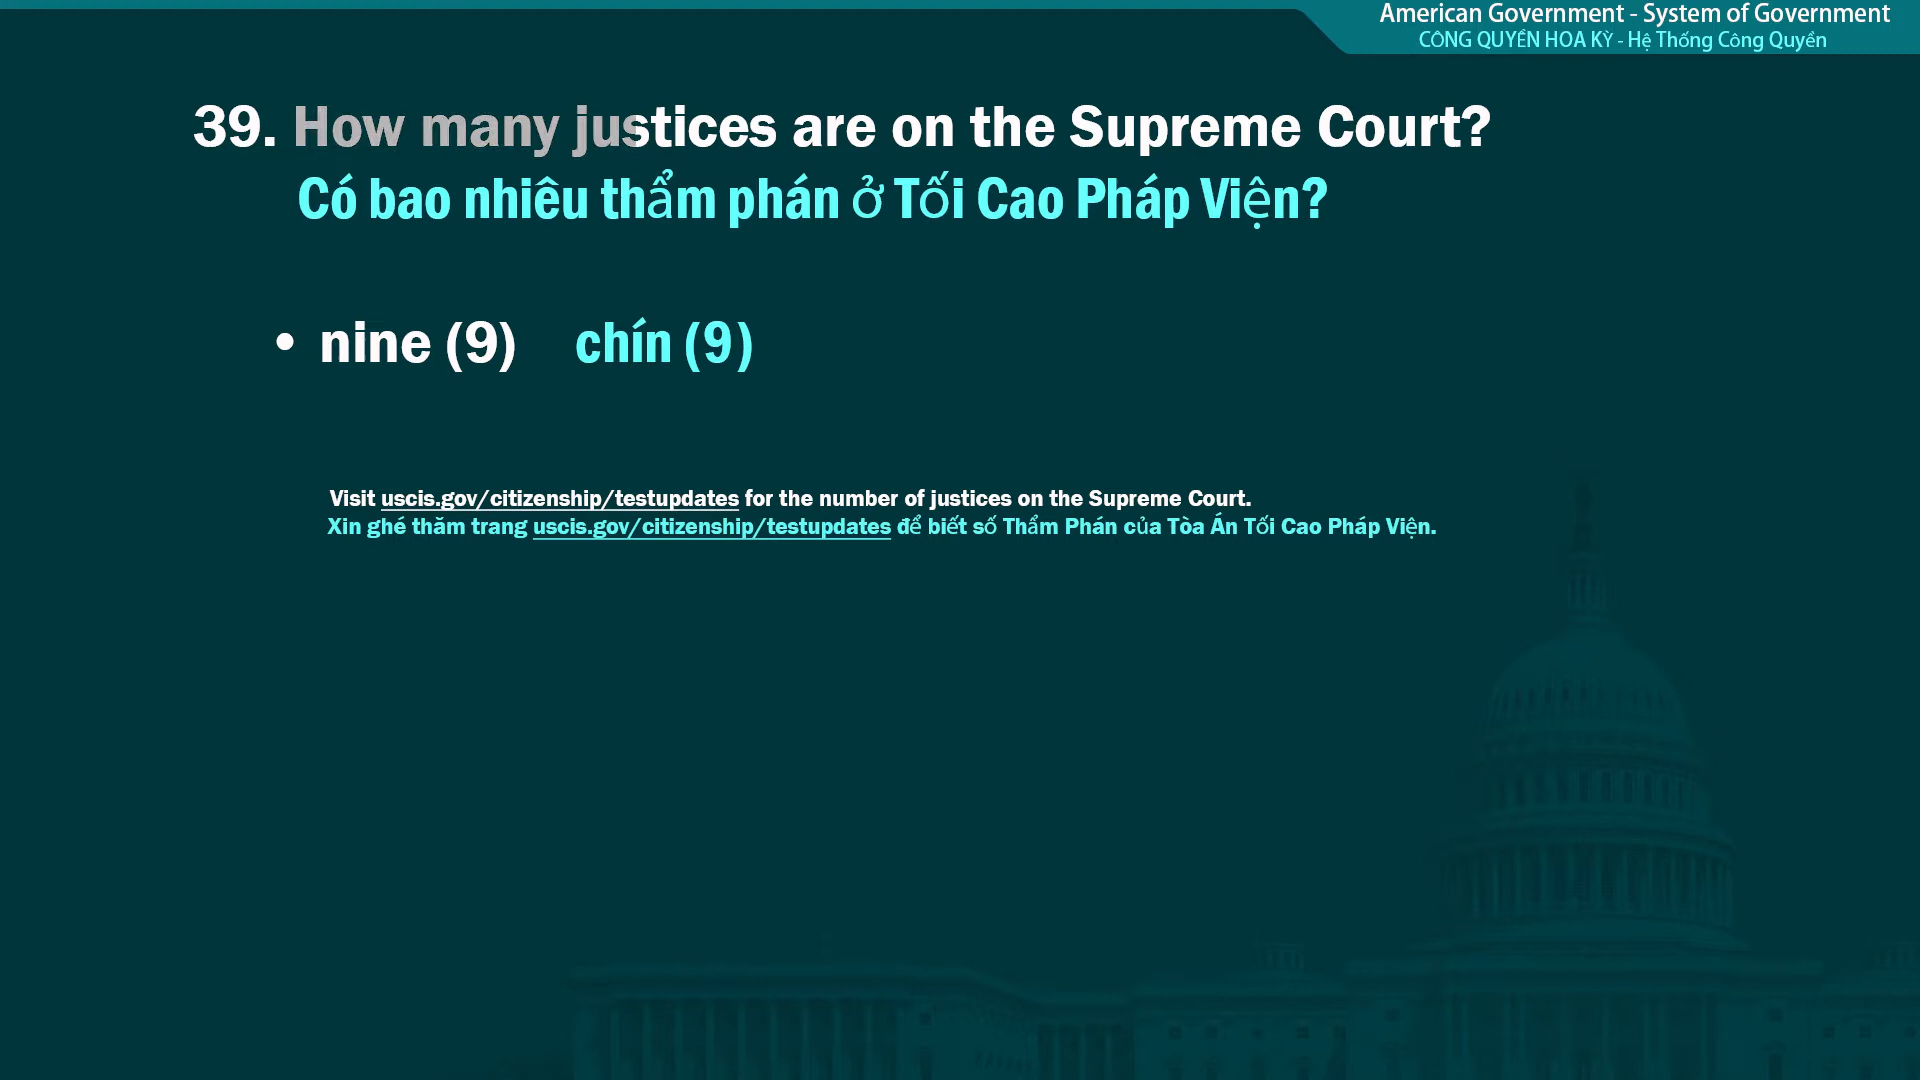 American Government - System of Government
CÔNG QUYỀN HOA KỲ - Hệ Thống Công Quyền
39. How many justices are on the Supreme Court?
Có bao nhiêu thẩm phán ở Tối Cao Pháp Viện?
• nine (9) chín (9)
Visit uscis.gov/citizenship/testupdates for the number of justices on the Supreme Court.
Xin ghé thăm trang uscis.gov/citizenship/testupdates để biết số Thẩm Phán của Tòa Án Tối Cao Pháp Viện.